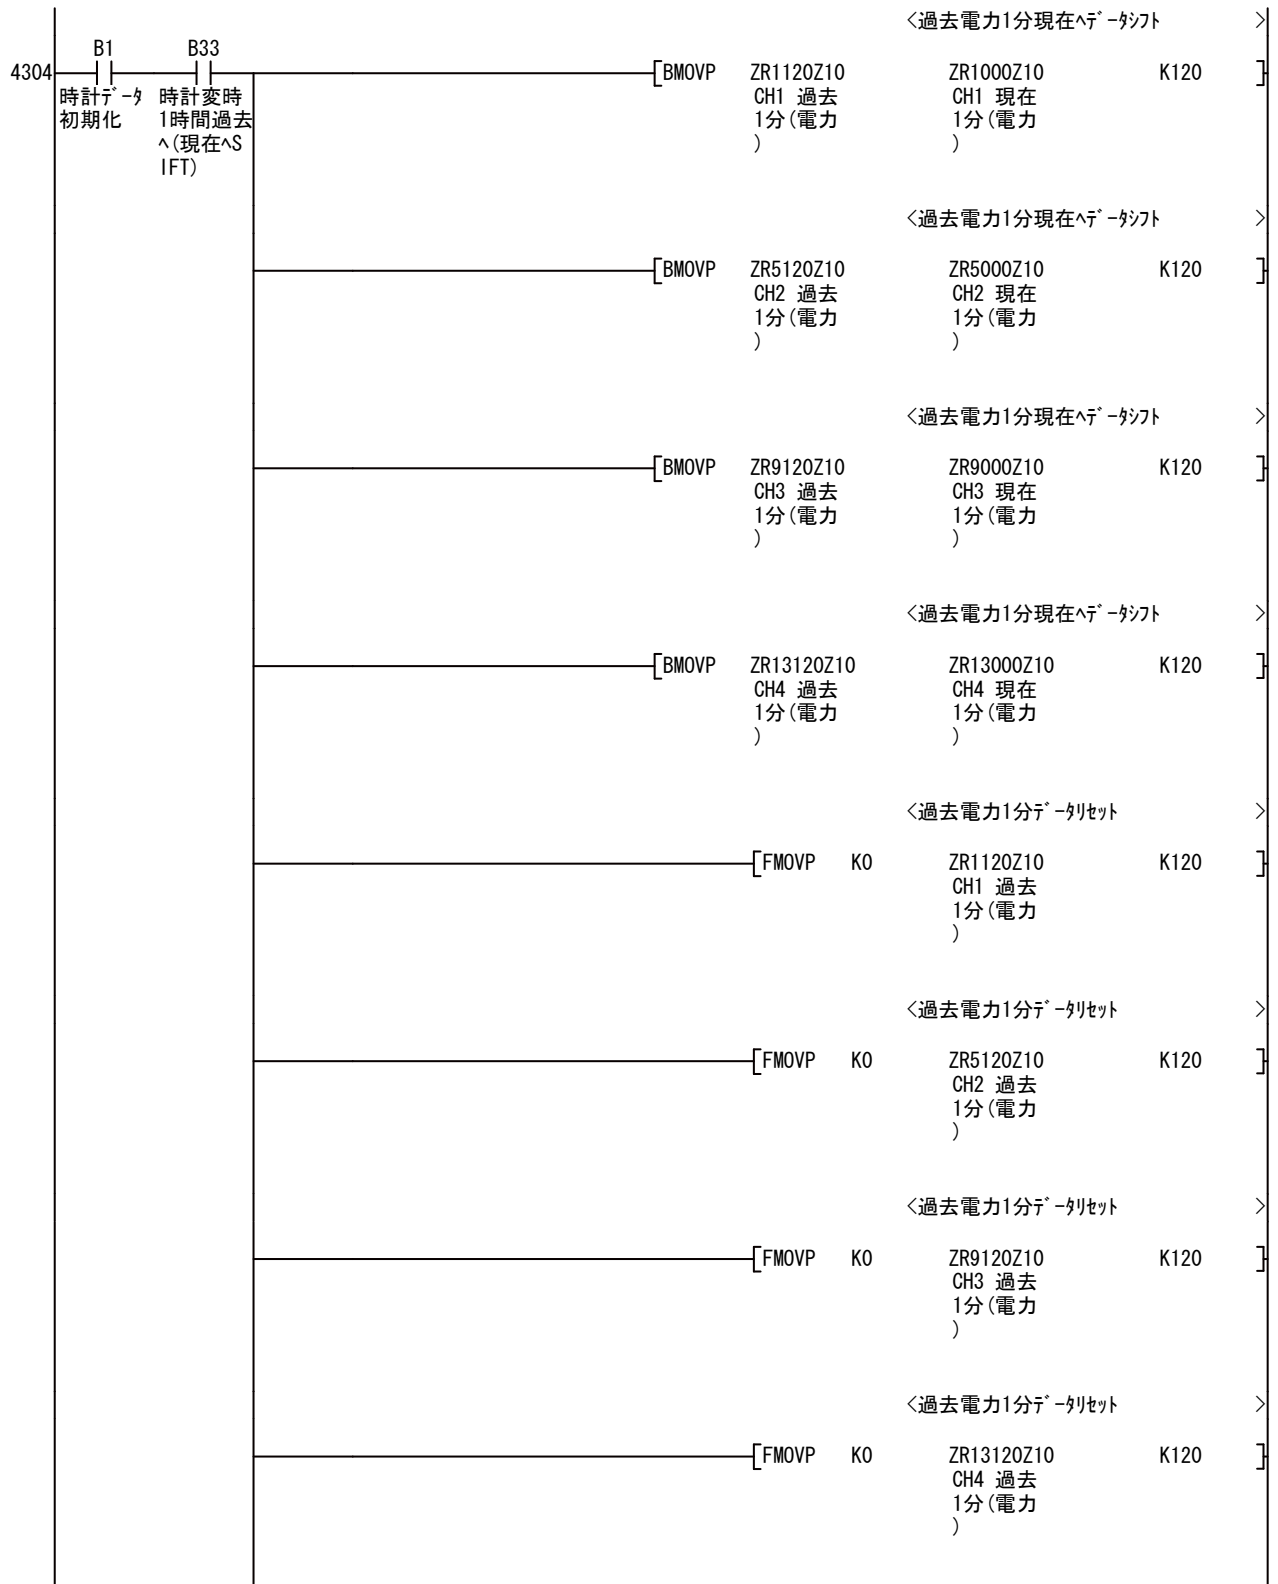 <過去電力1分現在ﾍﾃﾞｰﾀｼﾌﾄ >
B1 B33
4304 [BMOVP ZR1120Z10 ZR1000Z10 K120 ]
時計ﾃﾞｰﾀ 時計変時 CH1 過去 CH1 現在
初期化 1時間過去 1分(電力 1分(電力
ﾍ(現在ﾍS ) )
IFT)
<過去電力1分現在ﾍﾃﾞｰﾀｼﾌﾄ >
[BMOVP ZR5120Z10 ZR5000Z10 K120 ]
CH2 過去 CH2 現在
1分(電力 1分(電力
) )
<過去電力1分現在ﾍﾃﾞｰﾀｼﾌﾄ >
[BMOVP ZR9120Z10 ZR9000Z10 K120 ]
CH3 過去 CH3 現在
1分(電力 1分(電力
) )
<過去電力1分現在ﾍﾃﾞｰﾀｼﾌﾄ >
[BMOVP ZR13120Z10 ZR13000Z10 K120 ]
CH4 過去 CH4 現在
1分(電力 1分(電力
) )
<過去電力1分ﾃﾞｰﾀﾘｾｯﾄ >
[FMOVP K0 ZR1120Z10 K120 ]
CH1 過去
1分(電力
)
<過去電力1分ﾃﾞｰﾀﾘｾｯﾄ >
[FMOVP K0 ZR5120Z10 K120 ]
CH2 過去
1分(電力
)
<過去電力1分ﾃﾞｰﾀﾘｾｯﾄ >
[FMOVP K0 ZR9120Z10 K120 ]
CH3 過去
1分(電力
)
<過去電力1分ﾃﾞｰﾀﾘｾｯﾄ >
[FMOVP K0 ZR13120Z10 K120 ]
CH4 過去
1分(電力
)